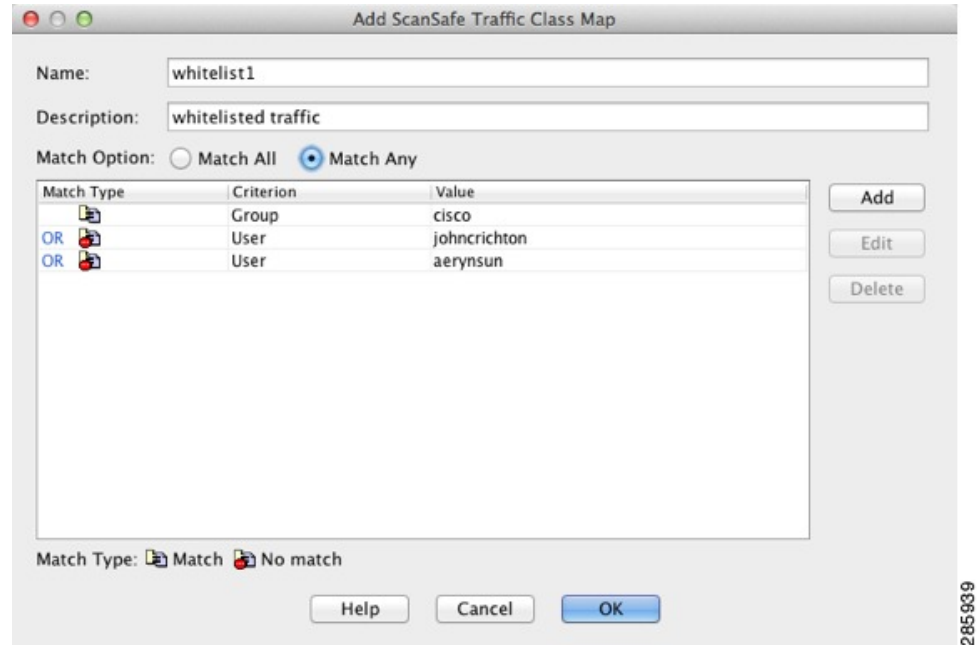 Add ScanSafe Traffic Class Map
Name: whitelist1
Description: whitelisted traffic
Match Option: Match All Match Any
Match Type Criterion Value
Group cisco
OR User johncrichton
OR User aerynsun
Add
Edit
Delete
Match Type: Match No match
Help Cancel OK
285939